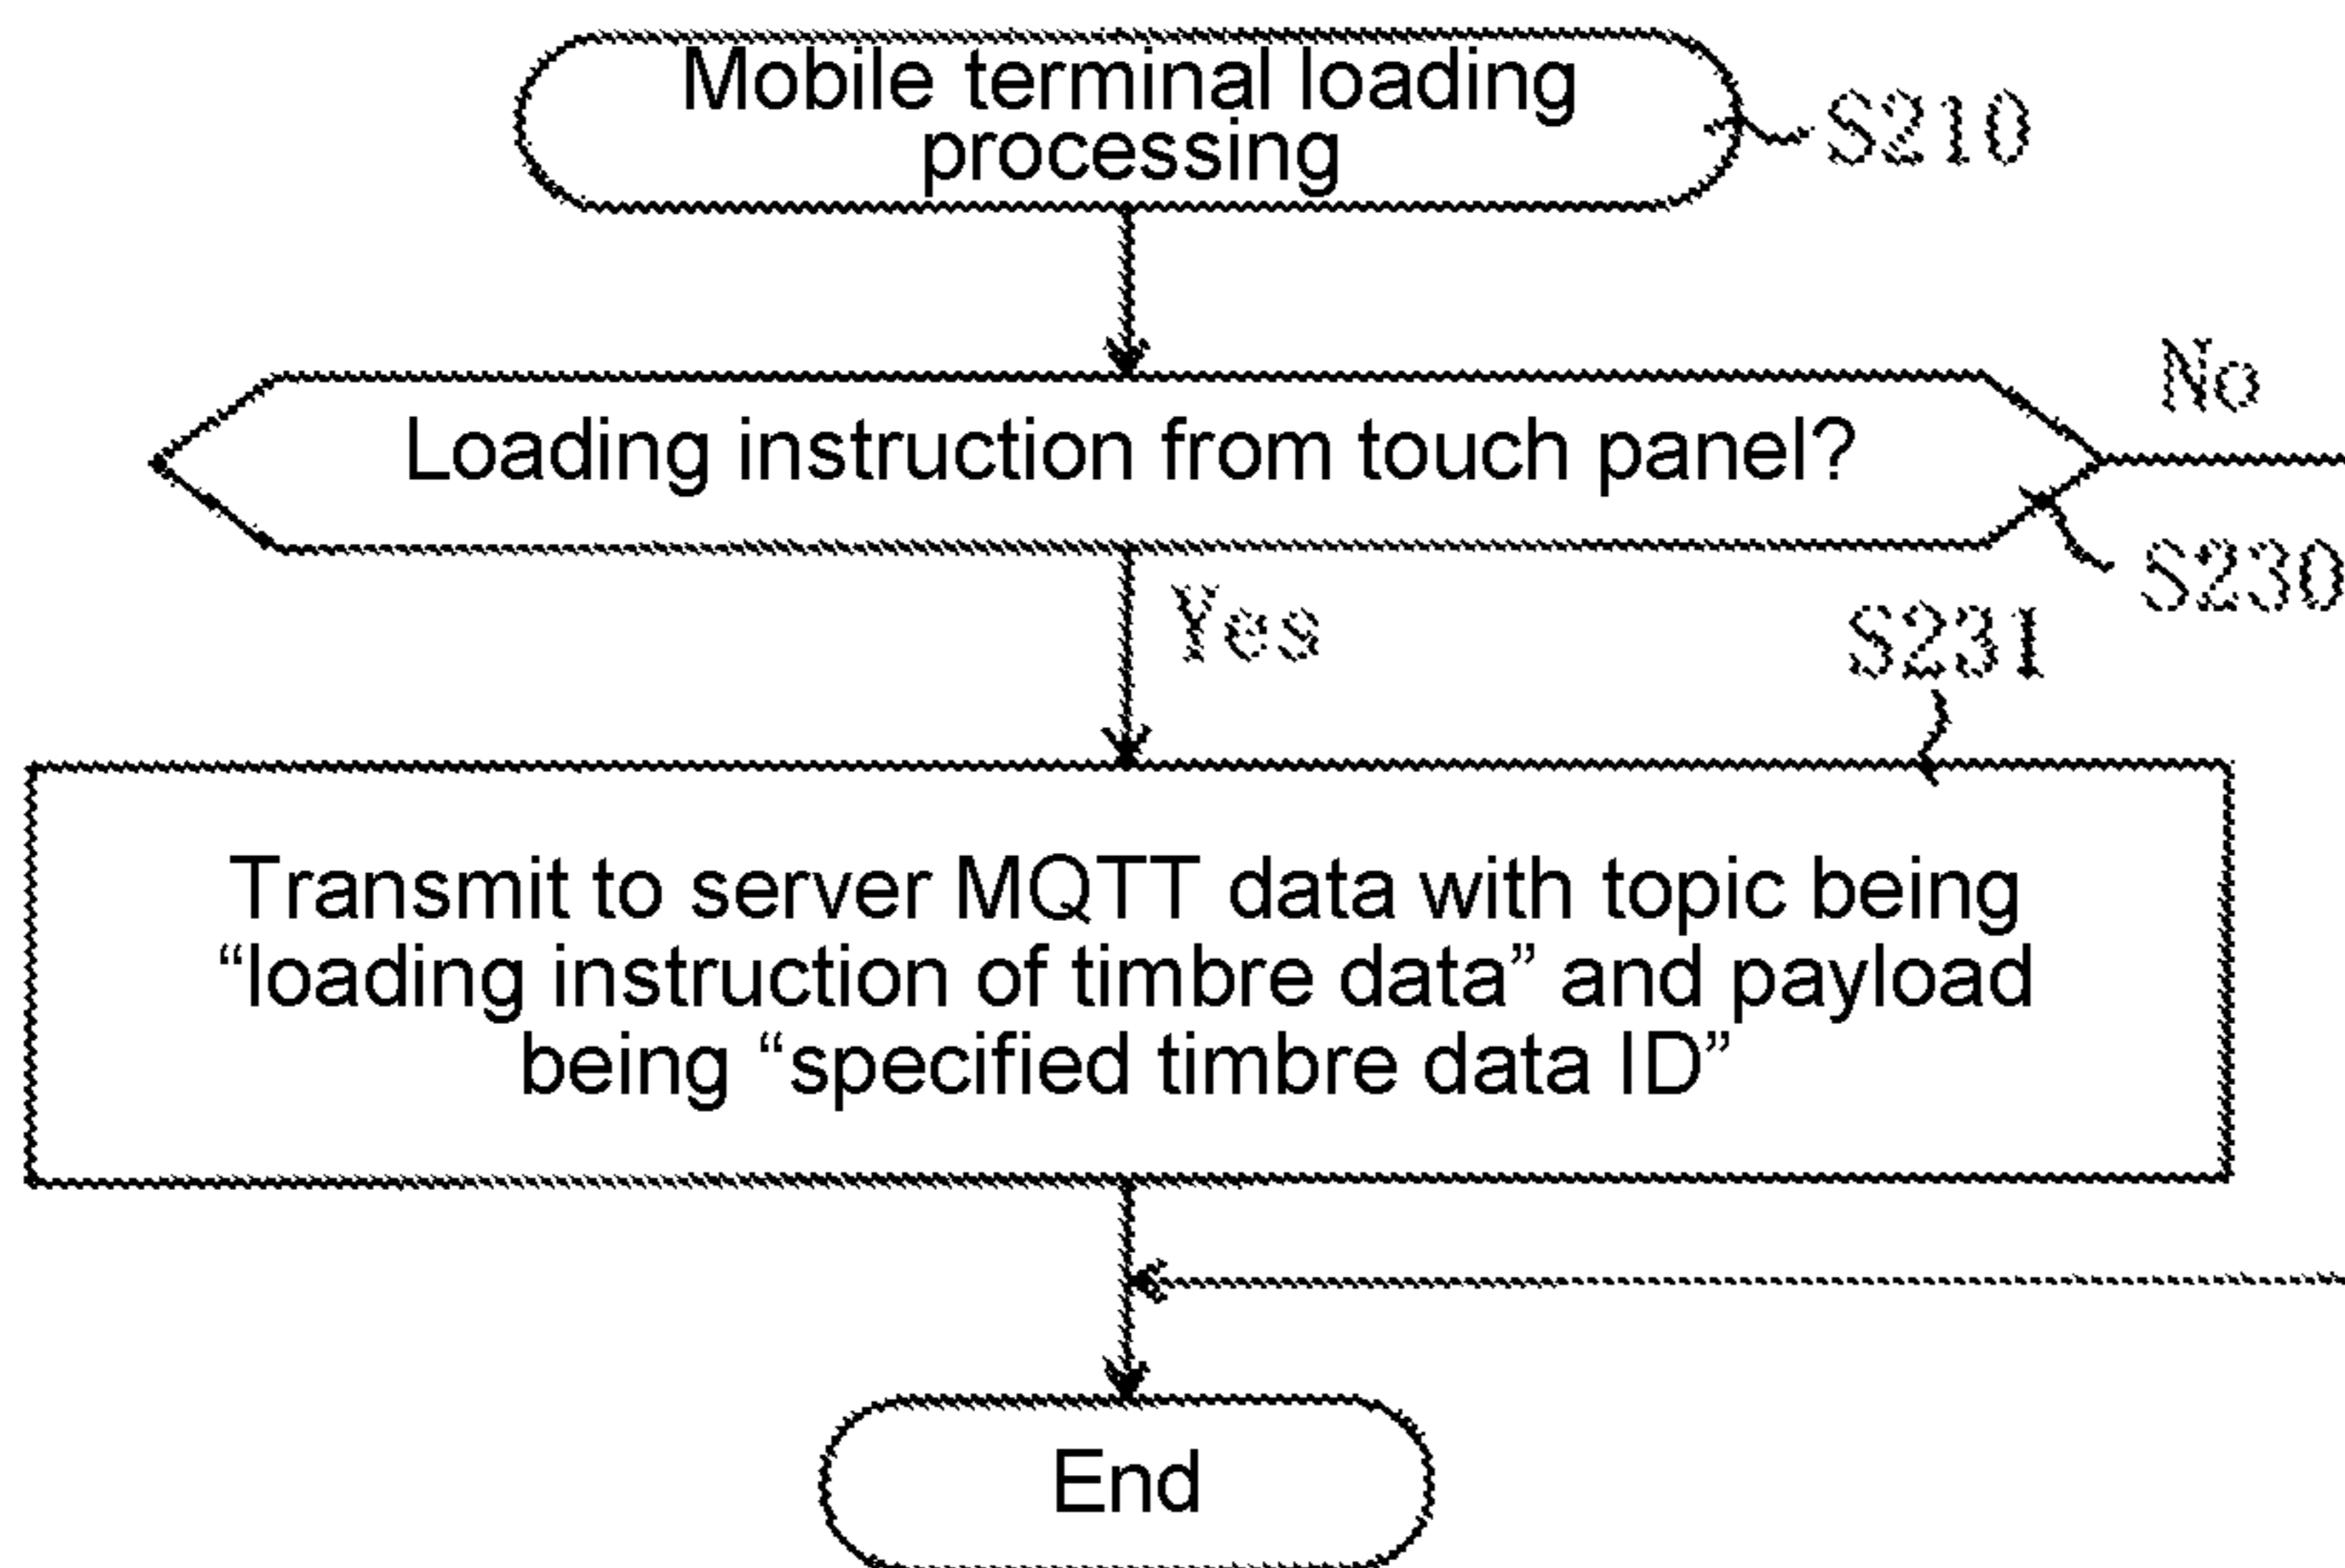 Mobile terminal loading
processing
S210
Loading instruction from touch panel?
No
S230
Yes
S231
Transmit to server MQTT data with topic being
“loading instruction of timbre data” and payload
being “specified timbre data ID”
End